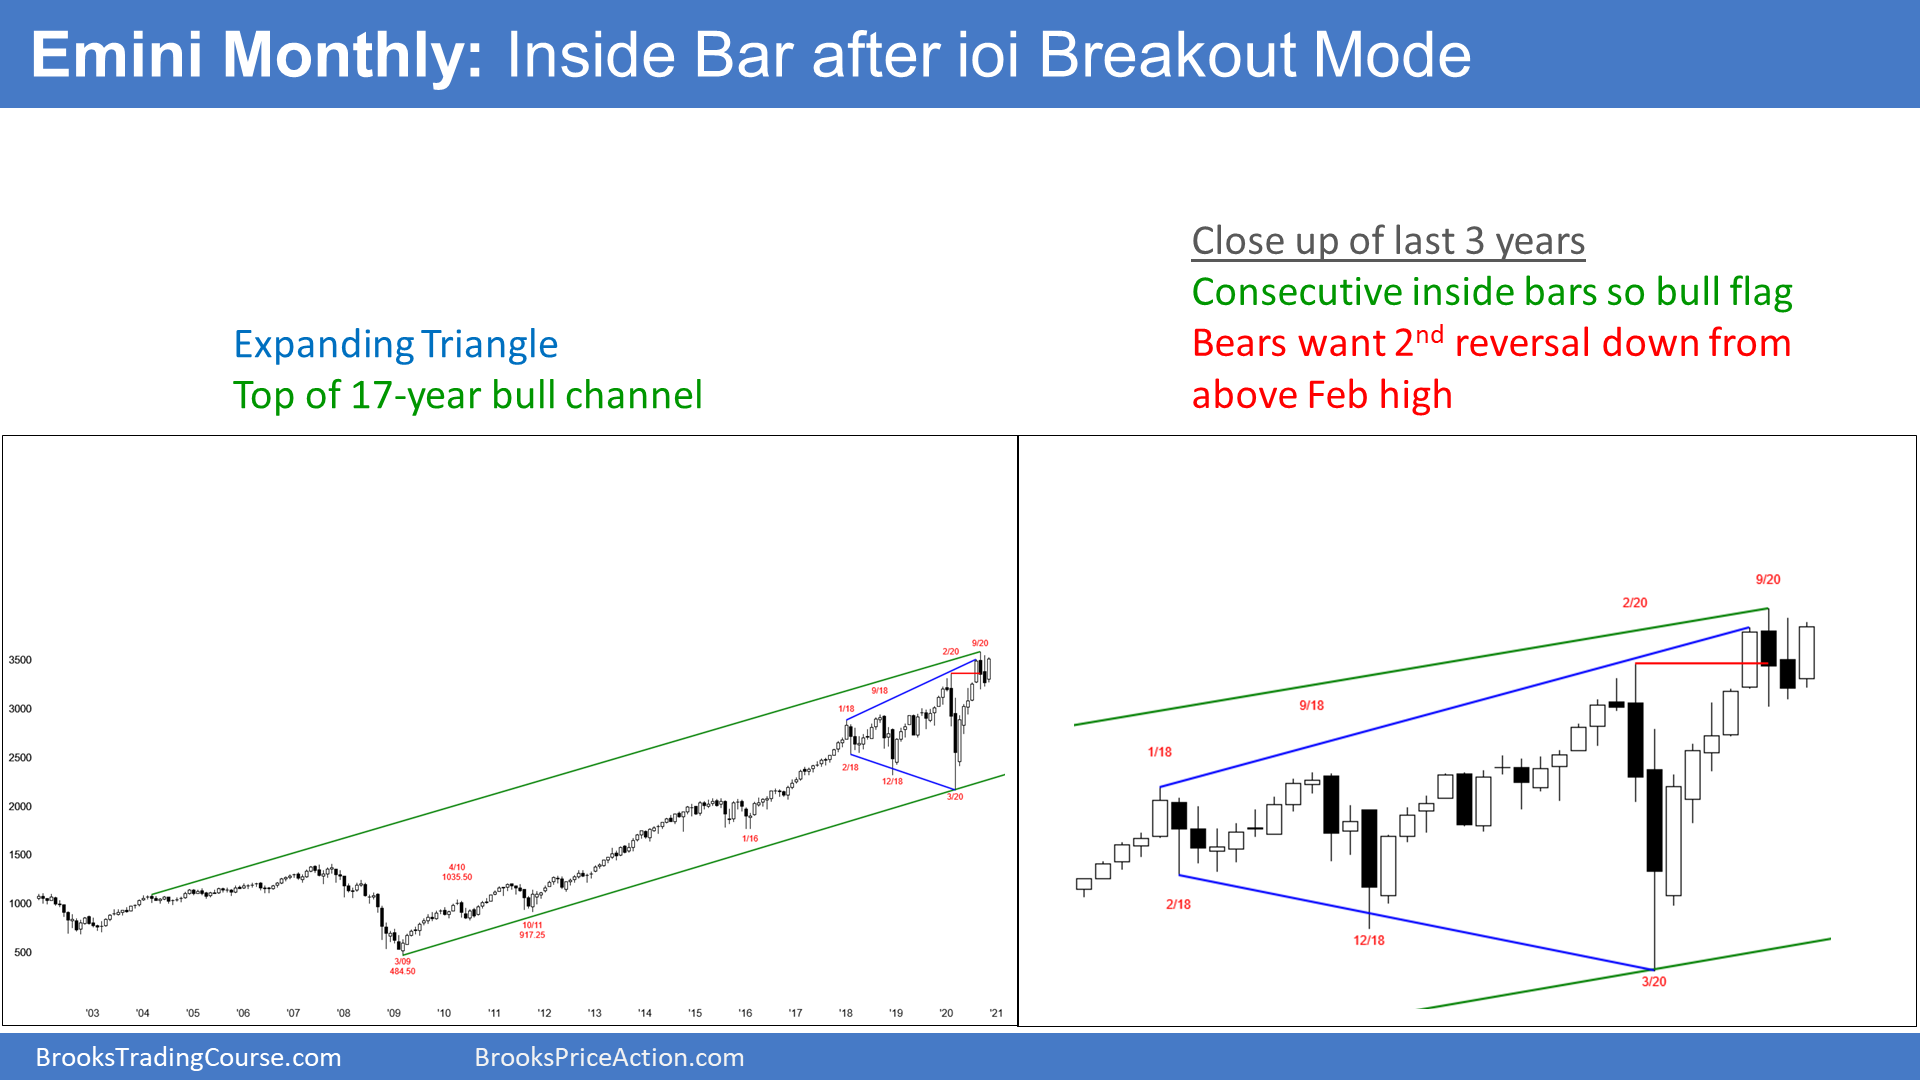 Emini Monthly: Inside Bar after ioi Breakout Mode
Expanding Triangle
Top of 17-year bull channel
Close up of last 3 years
Consecutive inside bars so bull flag
Bears want 2nd reversal down from
above Feb high
9/20
2/20
3500
9/18
1/18
3000
2500
2/18
12/18
3/20
2000
1/16
1500
4/10
1035.50
1000
10/11
917.25
500
3/09
484.50
'03 '04 '05 '06 '07 '08 '09 '10 '11 '12 '13 '14 '15 '16 '17 '18 '19 '20 '21
9/20
2/20
9/18
1/18
2/18
12/18
3/20
BrooksTradingCourse.com
BrooksPriceAction.com